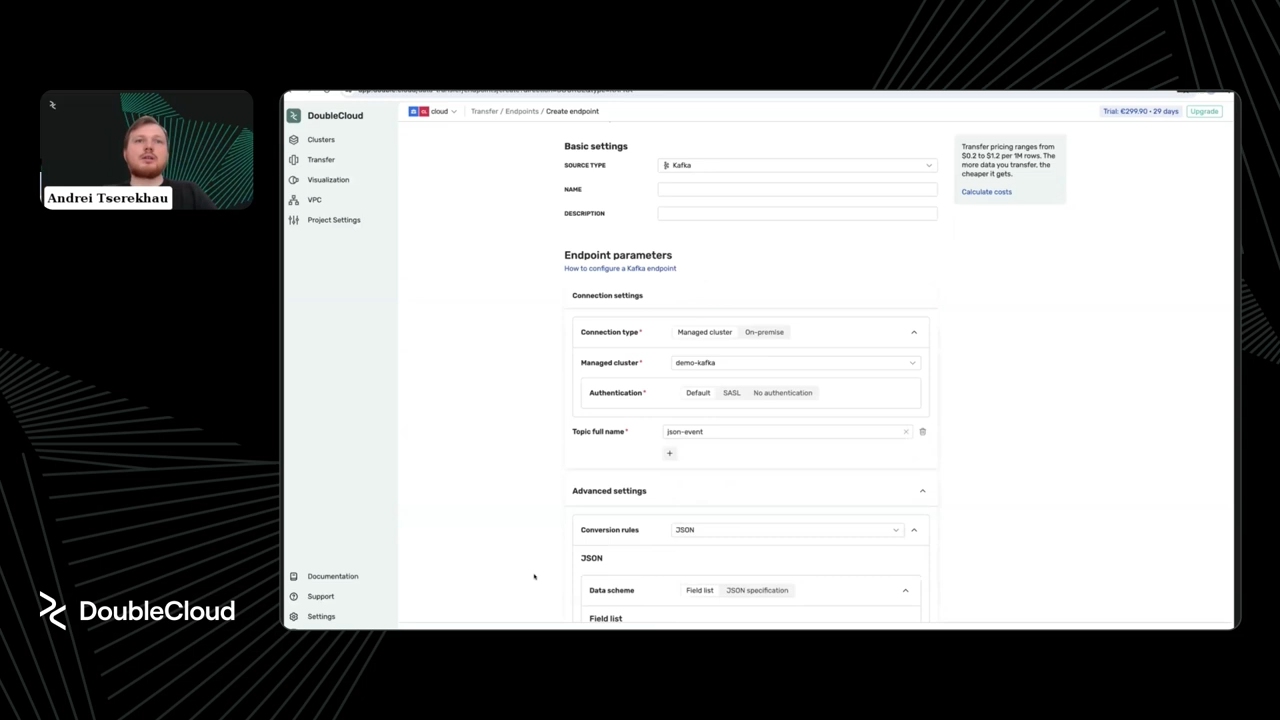 Andrei Tserekhau
DoubleCloud
DoubleCloud
Clusters
Transfer
Visualization
VPC
Project Settings
Documentation
Support
Settings
cloud
Transfer / Endpoints / Create endpoint
Trial: €299.90 • 29 days
Upgrade
Basic settings
SOURCE TYPE
Kafka
NAME
DESCRIPTION
Transfer pricing ranges from
$0.2 to $1.2 per 1M rows. The
more data you transfer, the
cheaper it gets.
Calculate costs
Endpoint parameters
How to configure a Kafka endpoint
Connection settings
Connection type* Managed cluster On-premise
Managed cluster* demo-kafka
Authentication* Default SASL No authentication
Topic full name* json-event
+
Advanced settings
Conversion rules JSON
JSON
Data scheme Field list JSON specification
Field list